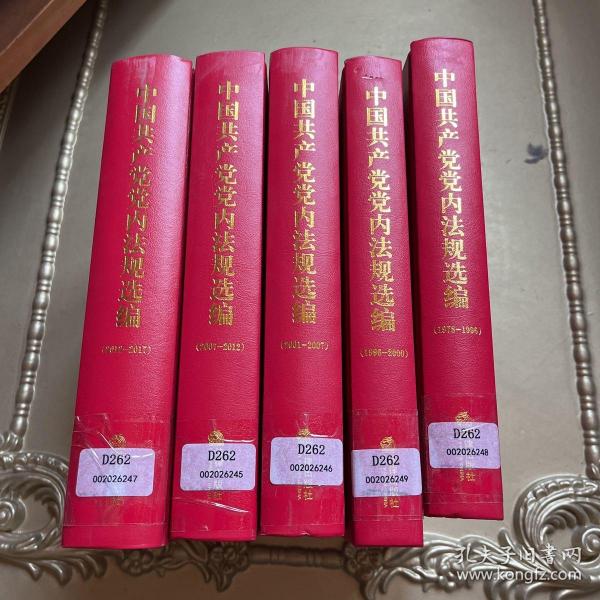 中国共产党党内法规选编
(2012-2017)
D262
002026247
中国共产党党内法规选编
(2007-2012)
D262
002026245
中国共产党党内法规选编
(2001-2007)
D262
002026246
社
中国共产党党内法规选编
(1996-2000)
D262
002026249
社
中国共产党党内法规选编
(1978-1996)
D262
002026248
社
孔夫子旧书网
www.kongfz.com